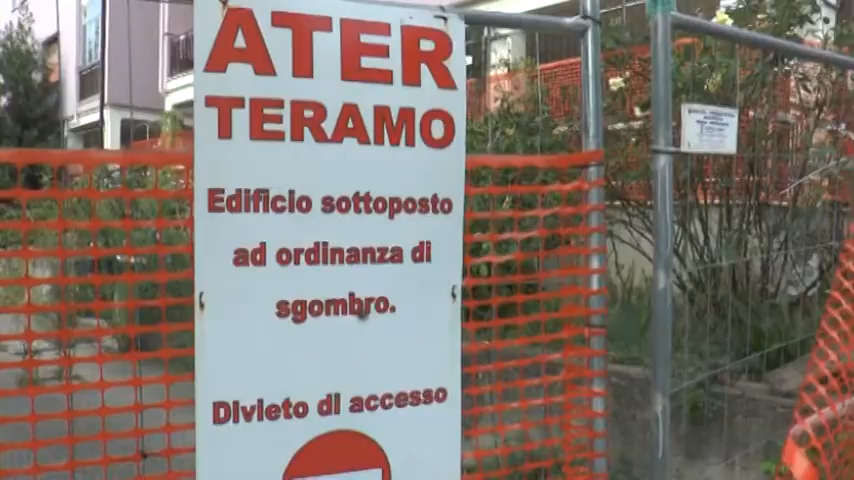 ATER
TERAMO
Edificio sottoposto
ad ordinanza di
sgombro.
Divieto di accesso